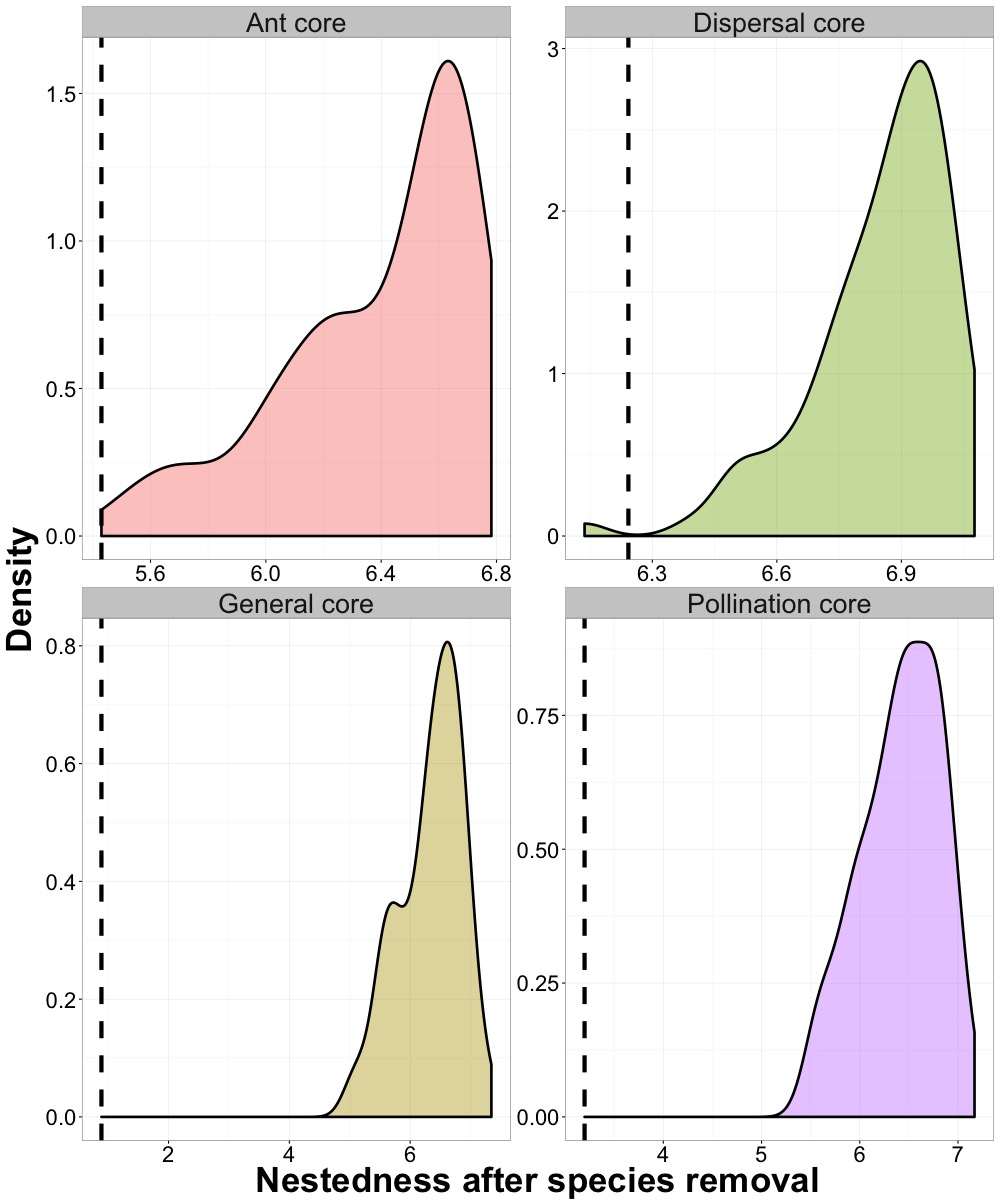 Ant core
Dispersal core
1.5
1.0
0.5
0.0
3
2
1
0
5.6 6.0 6.4 6.8
6.3 6.6 6.9
Density
General core
Pollination core
0.8
0.6
0.4
0.2
0.0
0.75
0.50
0.25
0.00
2 4 6
4 5 6 7
Nestedness after species removal